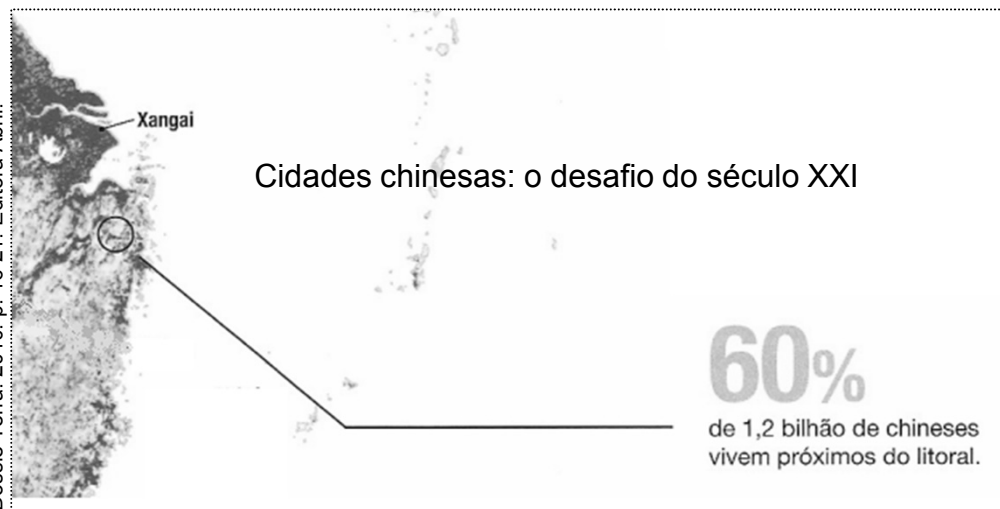 Xangai
Cidades chinesas: o desafio do século XXI
60%
de 1,2 bilhão de chineses
vivem próximos do litoral.